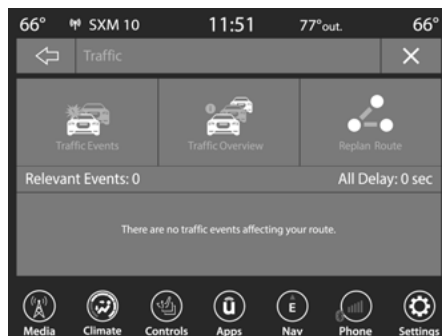 66° SXM 10 11:51 77°out. 66°
Traffic
Traffic Events Traffic Overview Replan Route
Relevant Events: 0 All Delay: 0 sec
There are no traffic events affecting your route.
ū E
Media Climate Controls Apps Nav Phone Settings